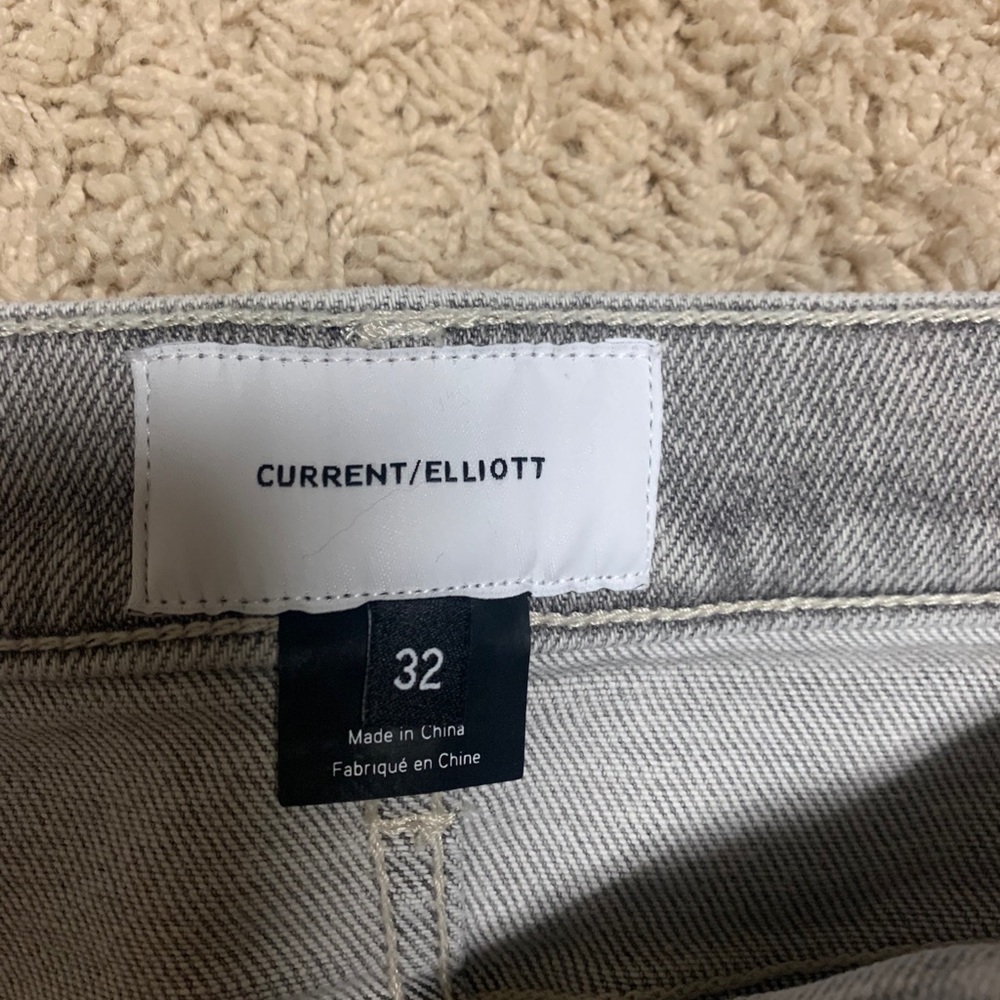 CURRENT/ELLIOTT
32
Made in China
Fabriqué en Chine